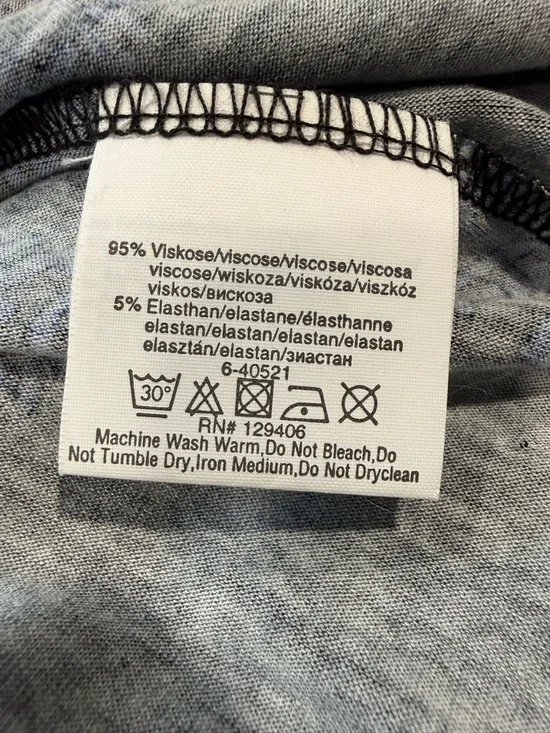 95% Viskose/viscose/viscose/viscosa
viscose/wiskoza/viskóza/viszkóz
viskos/вискоза
5% Elasthan/elastane/élasthanne
elastan/elastan/elastan/elastan
elasztán/elastan/эиастан
6-40521
30°
RN# 129406
Machine Wash Warm,Do Not Bleach,Do
Not Tumble Dry,Iron Medium,Do Not Dryclean